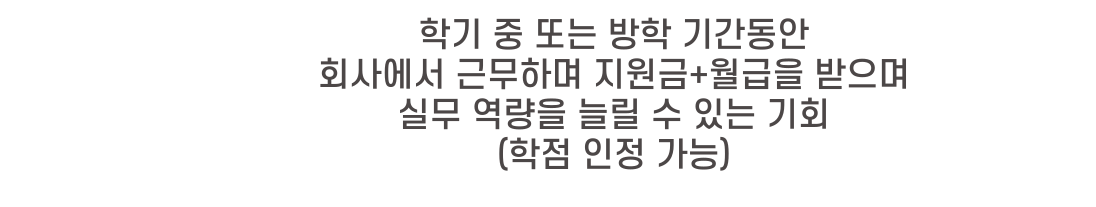 학기 중 또는 방학 기간동안
회사에서 근무하며 지원금+월급을 받으며
실무 역량을 늘릴 수 있는 기회
(학점 인정 가능)